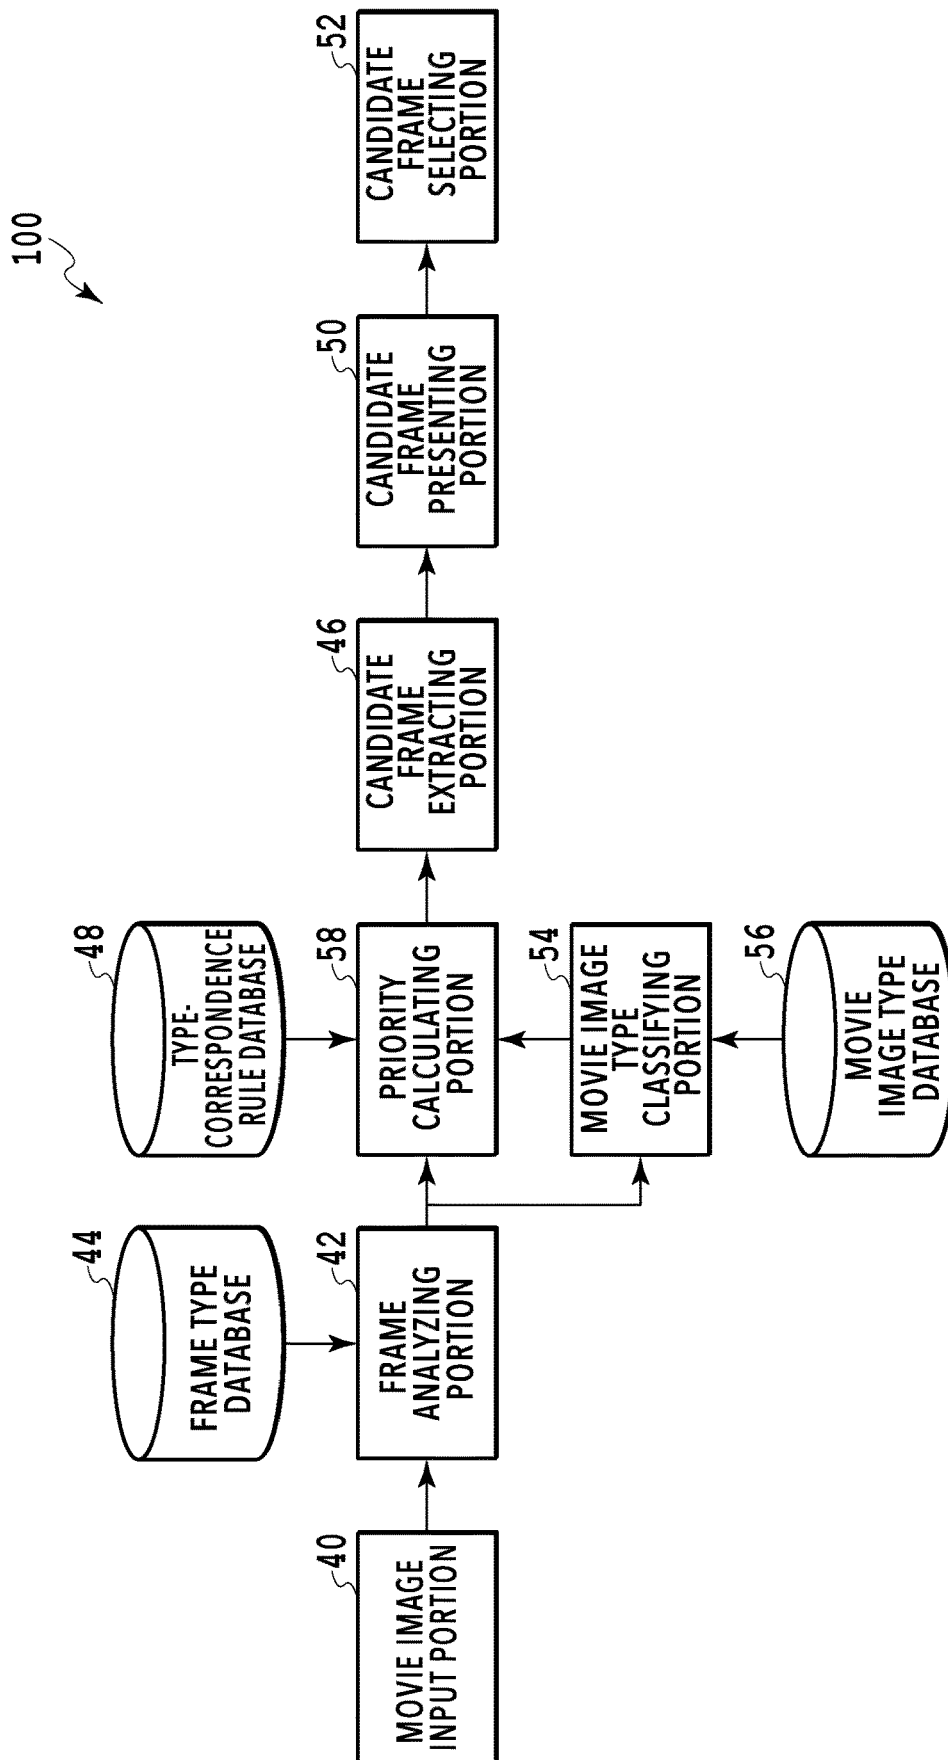 100
44
FRAME TYPE
DATABASE
48
TYPE-
CORRESPONDENCE
RULE DATABASE
40
MOVIE IMAGE
INPUT PORTION
42
FRAME
ANALYZING
PORTION
58
PRIORITY
CALCULATING
PORTION
46
CANDIDATE
FRAME
EXTRACTING
PORTION
50
CANDIDATE
FRAME
PRESENTING
PORTION
52
CANDIDATE
FRAME
SELECTING
PORTION
54
MOVIE IMAGE
TYPE
CLASSIFYING
PORTION
56
MOVIE
IMAGE TYPE
DATABASE